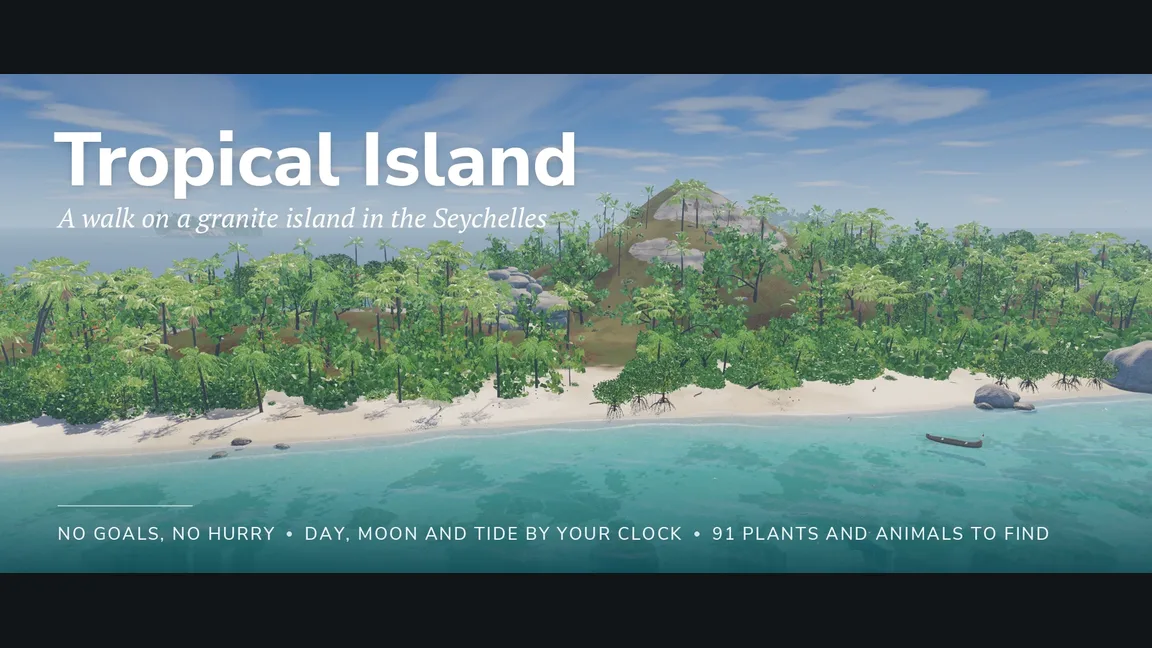 Tropical Island
A walk on a granite island in the Seychelles
NO GOALS, NO HURRY • DAY, MOON AND TIDE BY YOUR CLOCK • 91 PLANTS AND ANIMALS TO FIND